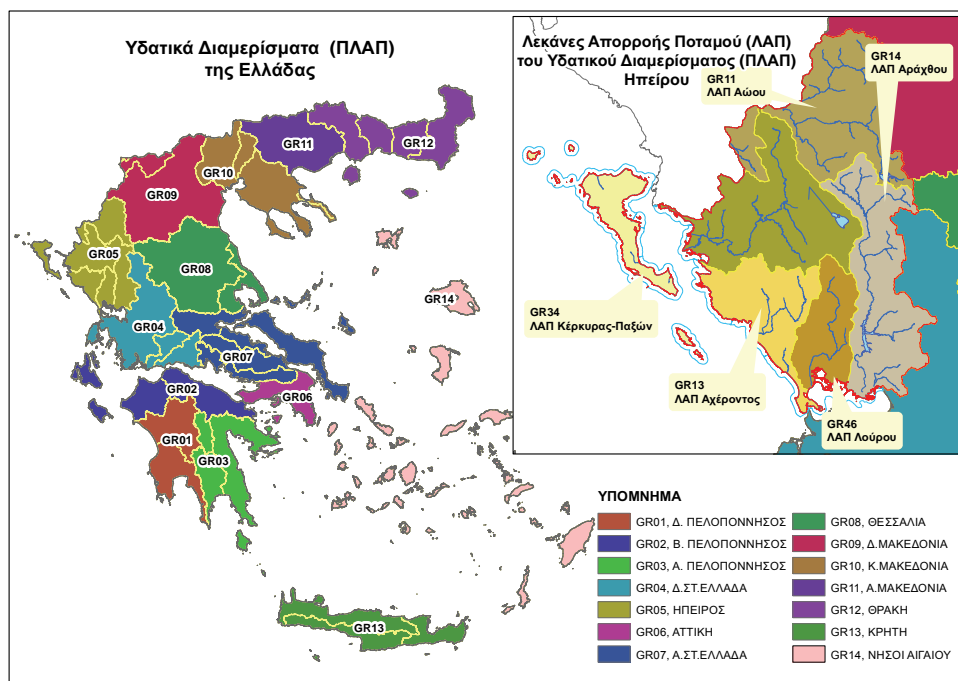 Υδατικά Διαμερίσματα (ΠΛΑΠ)
της Ελλάδας
GR11
GR12
GR10
GR09
GR05
GR08
GR14
GR04
GR07
GR02
GR06
GR01
GR03
GR13
Λεκάνες Απορροής Ποταμού (ΛΑΠ)
του Υδατικού Διαμερίσματος (ΠΛΑΠ)
Ηπείρου
GR14
ΛΑΠ Αράχθου
GR11
ΛΑΠ Αώου
GR34
ΛΑΠ Κέρκυρας-Παξών
GR13
ΛΑΠ Αχέροντος
GR46
ΛΑΠ Λούρου
ΥΠΟΜΝΗΜΑ
GR01, Δ. ΠΕΛΟΠΟΝΝΗΣΟΣ
GR02, Β. ΠΕΛΟΠΟΝΝΗΣΟΣ
GR03, Α. ΠΕΛΟΠΟΝΝΗΣΟΣ
GR04, Δ.ΣΤ.ΕΛΛΑΔΑ
GR05, ΗΠΕΙΡΟΣ
GR06, ΑΤΤΙΚΗ
GR07, Α.ΣΤ.ΕΛΛΑΔΑ
GR08, ΘΕΣΣΑΛΙΑ
GR09, Δ.ΜΑΚΕΔΟΝΙΑ
GR10, Κ.ΜΑΚΕΔΟΝΙΑ
GR11, Α.ΜΑΚΕΔΟΝΙΑ
GR12, ΘΡΑΚΗ
GR13, ΚΡΗΤΗ
GR14, ΝΗΣΟΙ ΑΙΓΑΙΟΥ